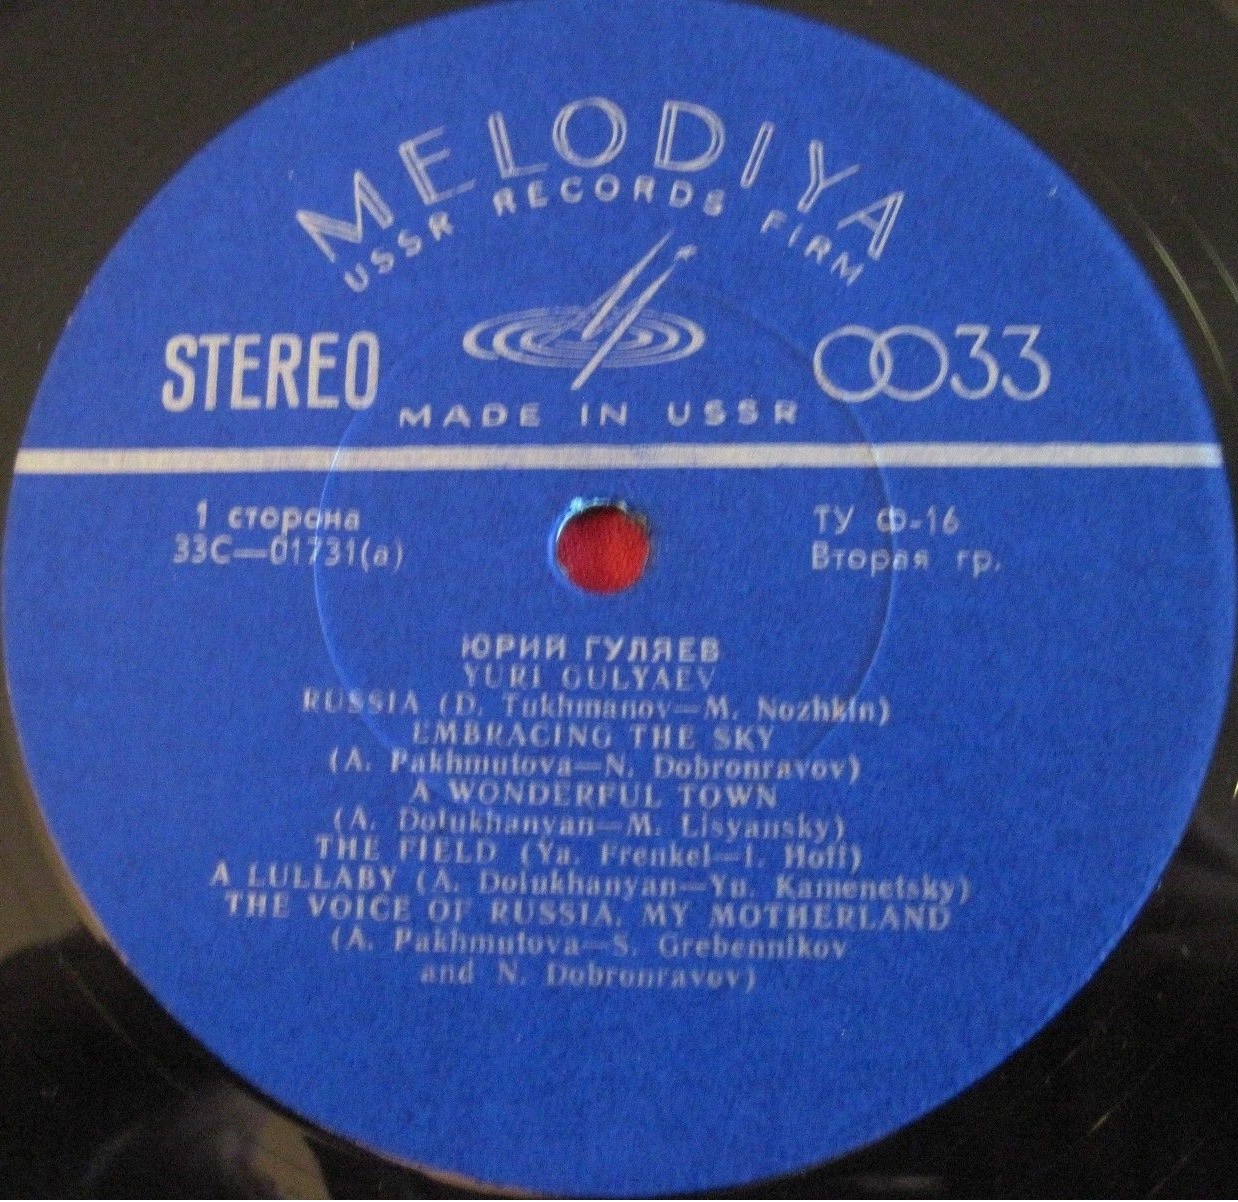 MELODIYA
USSR RECORDS FIRM
STEREO
33
MADE IN USSR
1 сторона
33С—01731(а)
ТУ Ф-16
Вторая гр.
ЮРИЙ ГУЛЯЕВ
YURI GULYAEV
RUSSIA (D. Tukhmanov—M. Nozhkin)
EMBRACING THE SKY
(A. Pakhmutova—N. Dobronravov)
A WONDERFUL TOWN
(A. Dolukhanyan—M. Lisyansky)
THE FIELD (Ya. Frenkel—I. Hoff)
A LULLABY (A. Dolukhanyan—Yu. Kamenetsky)
THE VOICE OF RUSSIA, MY MOTHERLAND
(A. Pakhmutova—S. Grebennikov
and N. Dobronravov)